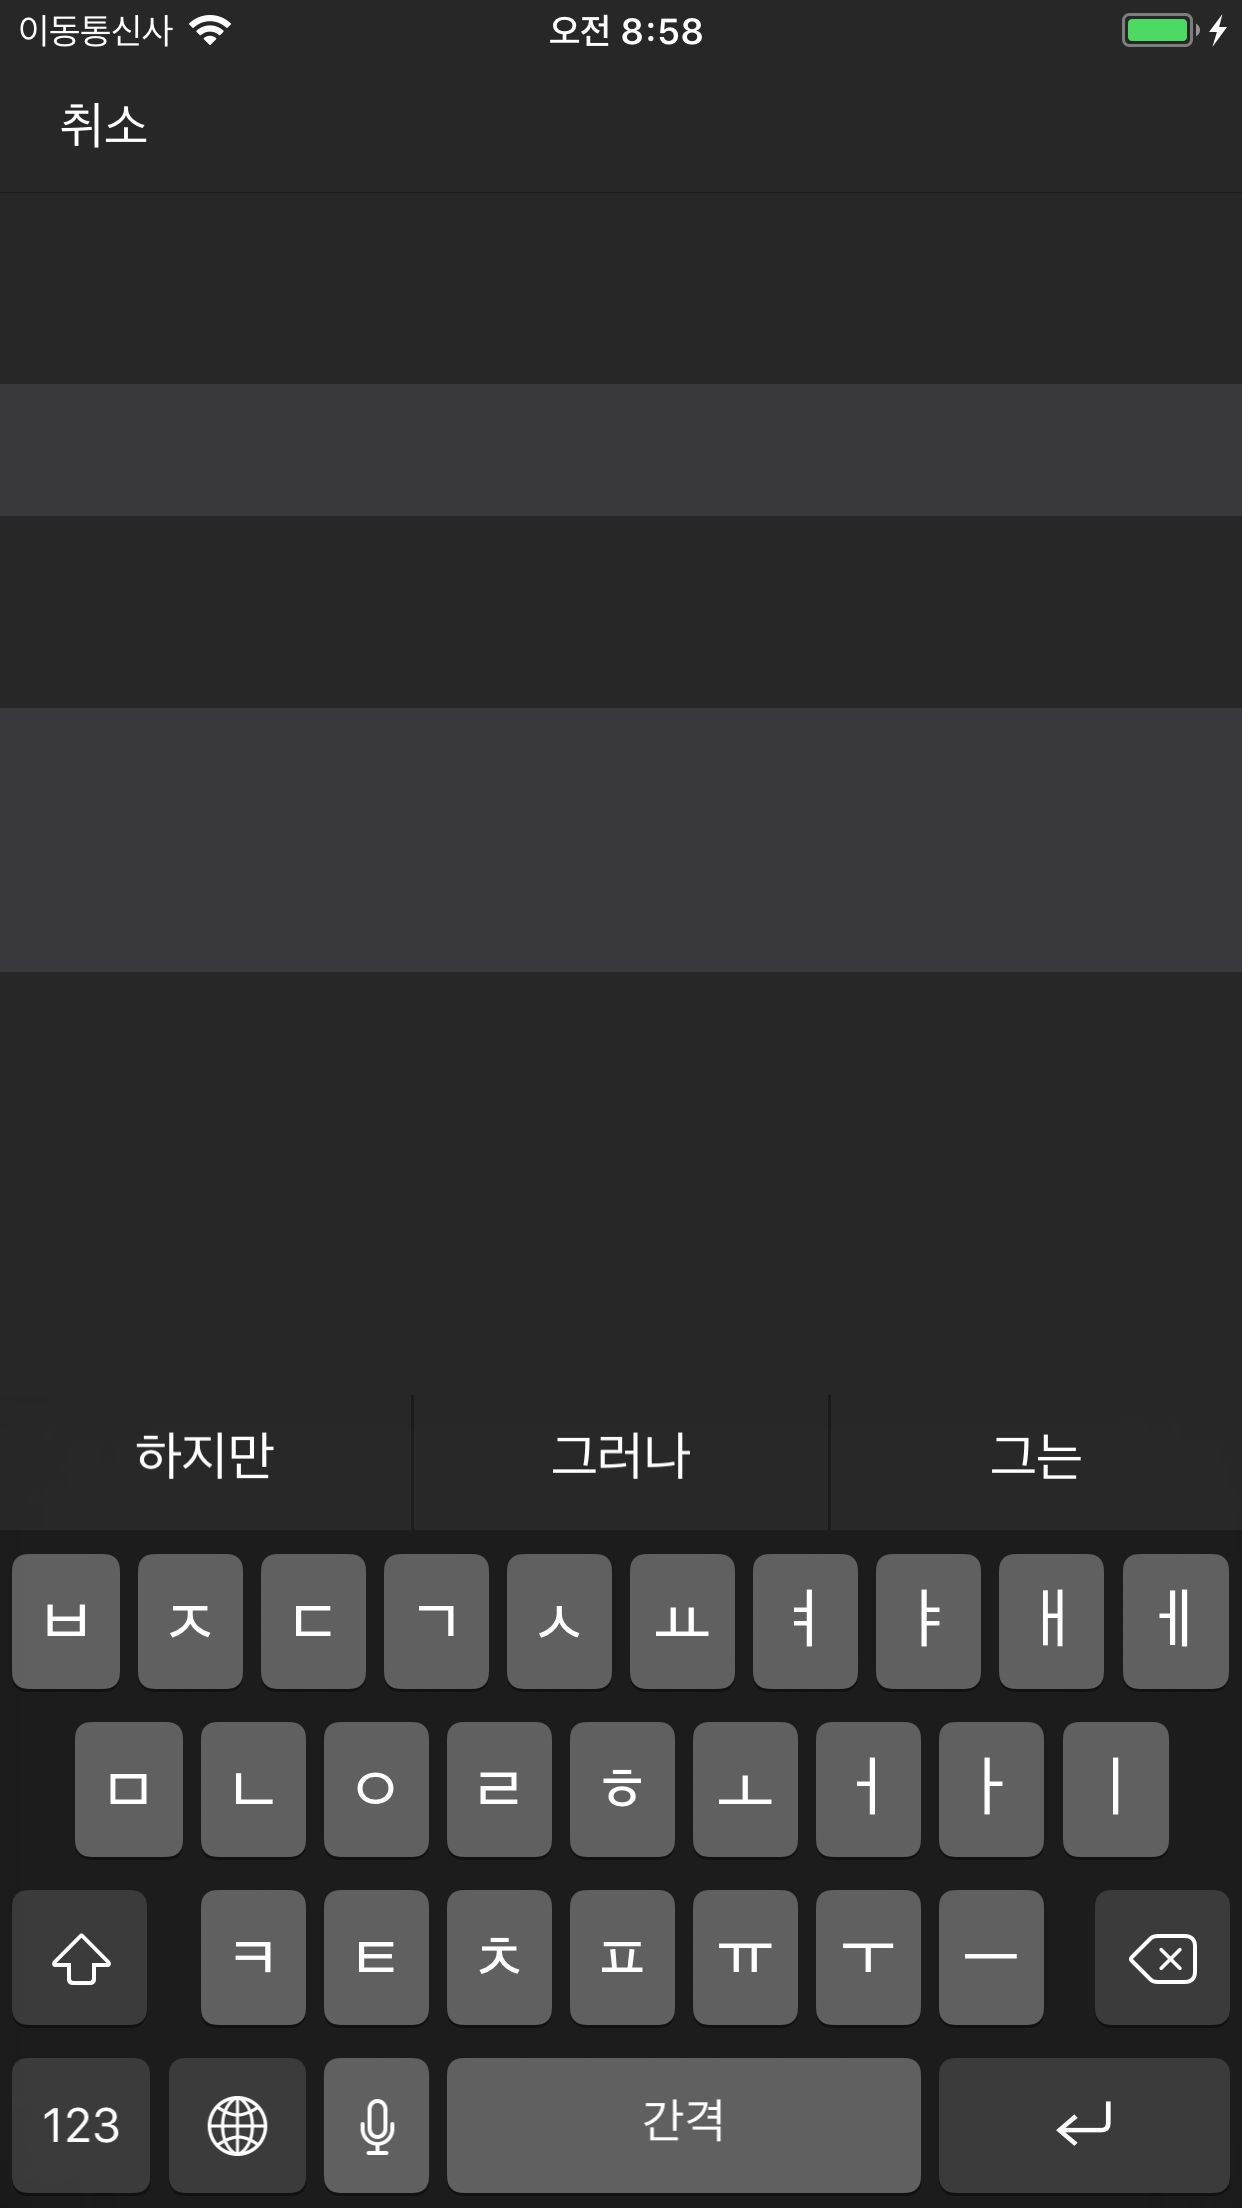 이동통신사 오전 8:58
취소
하지만 그러나 그는
ㅂ ㅈ ㄷ ㄱ ㅅ ㅛ ㅕ ㅑ ㅐ ㅔ
ㅁ ㄴ ㅇ ㄹ ㅎ ㅗ ㅓ ㅏ ㅣ
ㅋ ㅌ ㅊ ㅍ ㅠ ㅜ ㅡ
123 간격